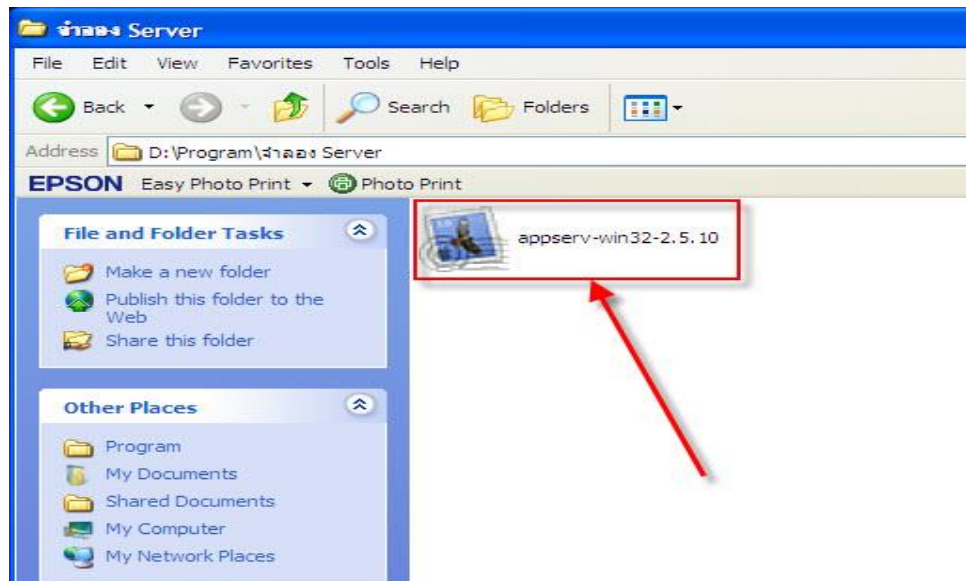 จำลอง Server
File Edit View Favorites Tools Help
Back Search Folders
Address D:\Program\จำลอง Server
EPSON Easy Photo Print Photo Print
File and Folder Tasks
Make a new folder
Publish this folder to the
Web
Share this folder
Other Places
Program
My Documents
Shared Documents
My Computer
My Network Places
appserv-win32-2.5.10